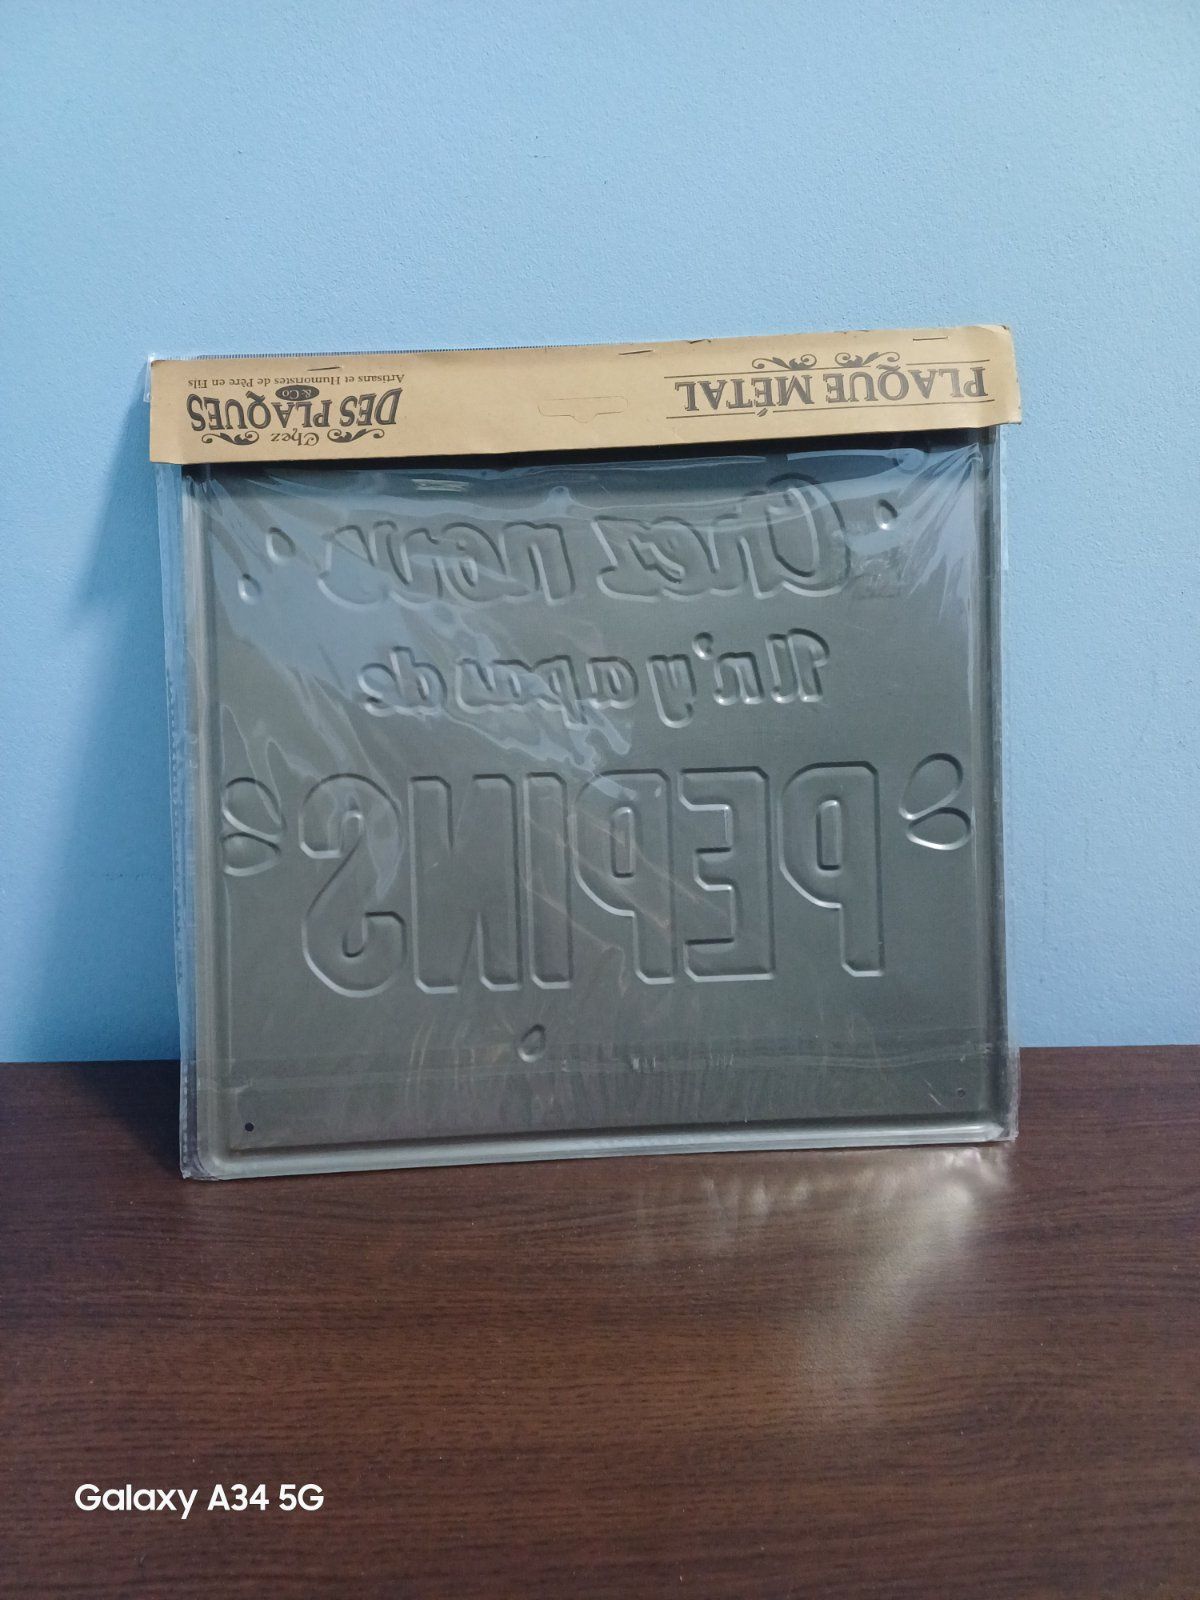 PLAQUE MÉTAL
Chez
DES PLAQUES
& Co
Artisans et Humoristes de Père en Fils
Chez nous
Il n'y a pas de
PEPINS
Galaxy A34 5G